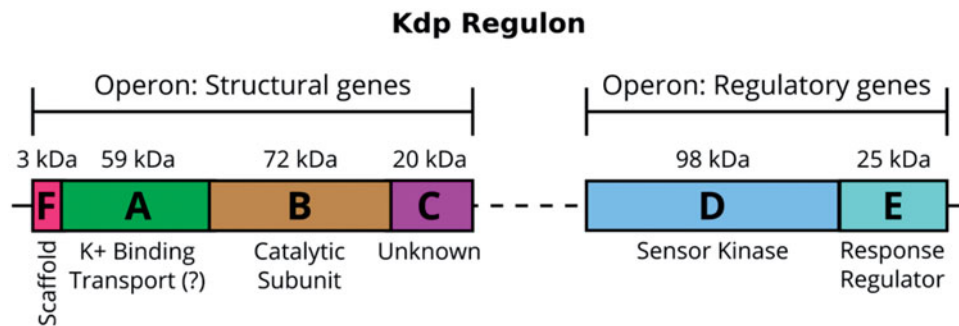 Kdp Regulon
Operon: Structural genes
Operon: Regulatory genes
3 kDa
59 kDa
72 kDa
20 kDa
98 kDa
25 kDa
F
A
B
C
D
E
Scaffold
K+ Binding
Transport (?)
Catalytic
Subunit
Unknown
Sensor Kinase
Response
Regulator